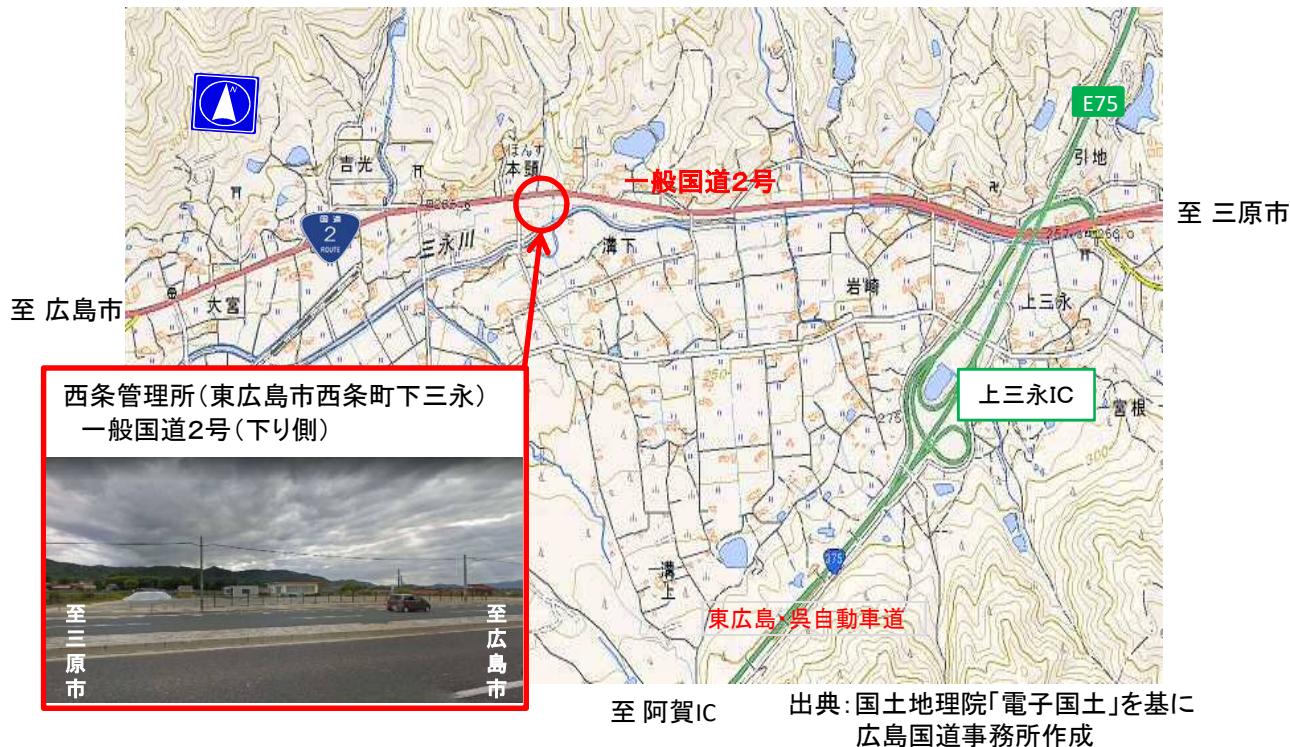 N
E75
吉光
ほんず
本頭
一般国道2号
引地
国道
2
ROUTE
三永川
溝下
至 三原市
大宮
岩崎
上三永
至 広島市
250
西条管理所(東広島市西条町下三永)
一般国道2号(下り側)
上三永IC
275
宮根
300
至三原市
至広島市
溝上
375
東広島・呉自動車道
至 阿賀IC
出典:国土地理院「電子国土」を基に
広島国道事務所作成